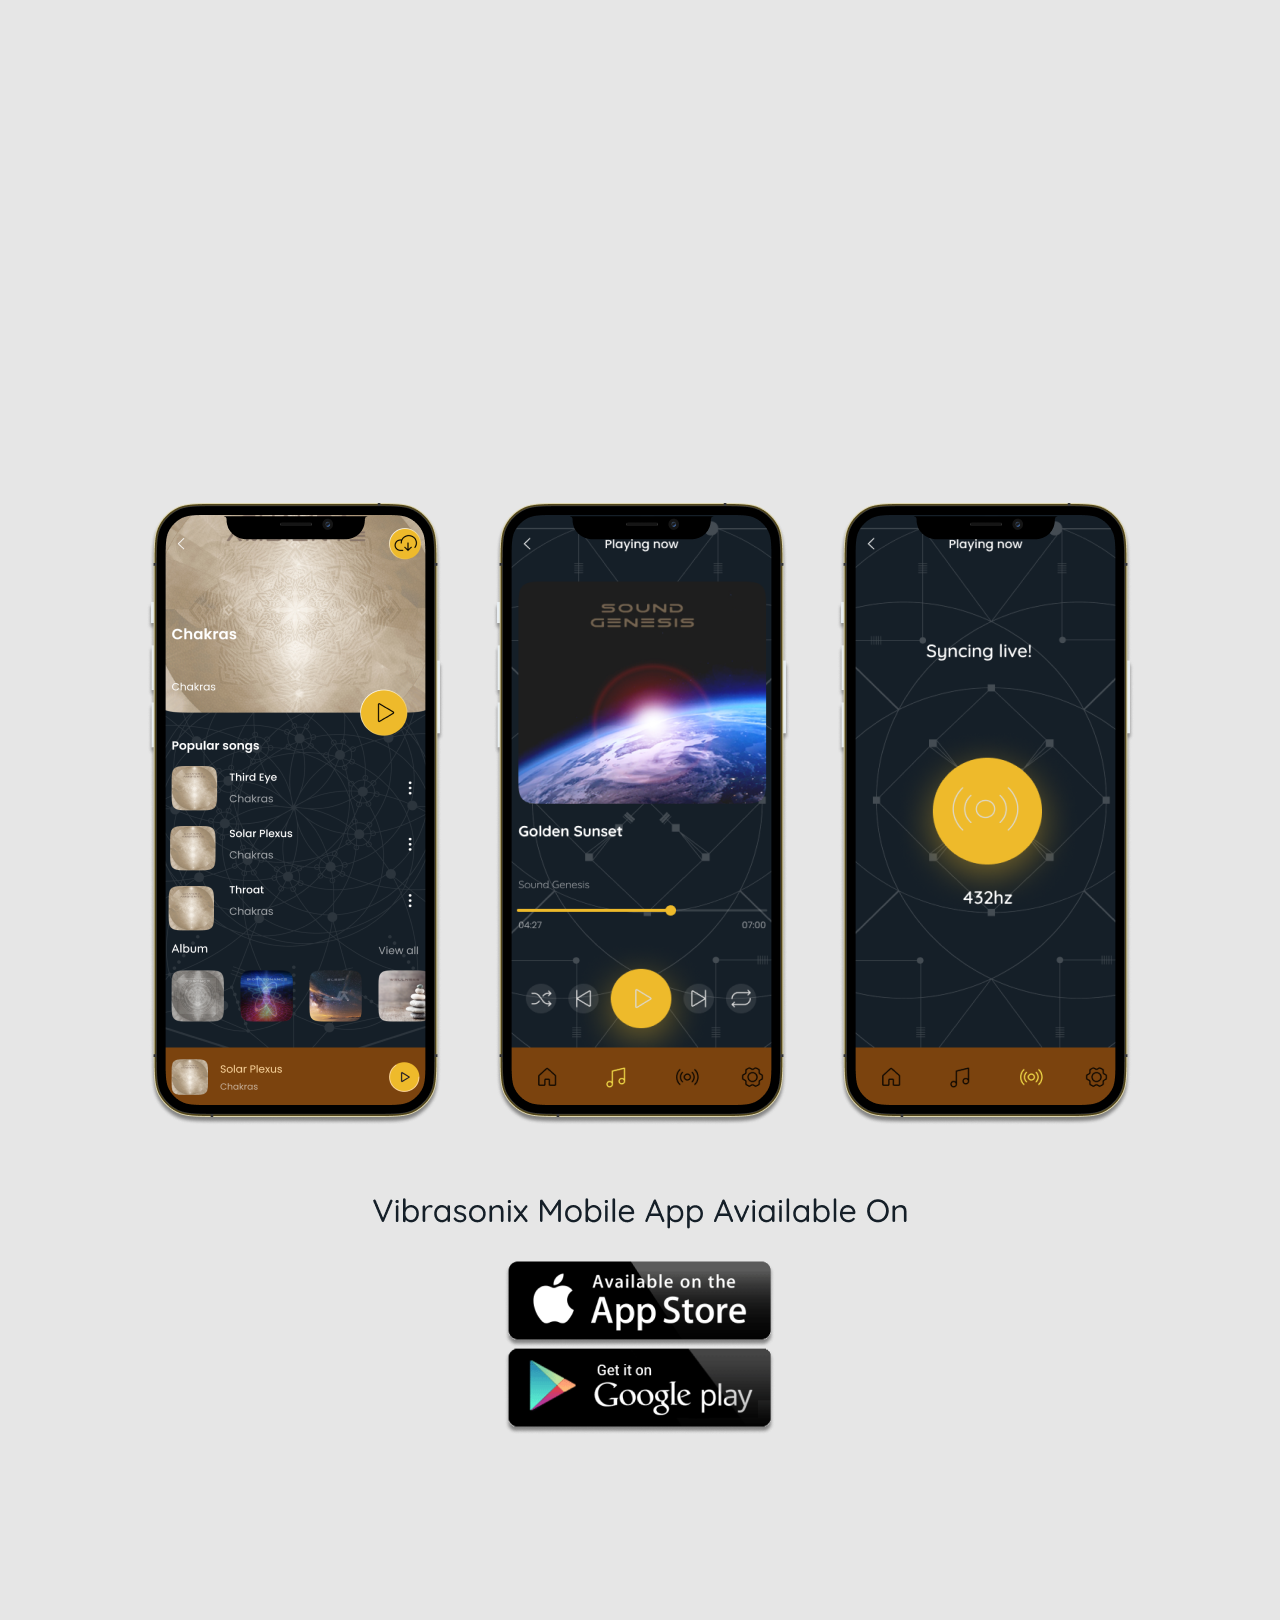 Chakras
Chakras
Popular songs
Third Eye
Chakras
Solar Plexus
Chakras
Throat
Chakras
Album
View all
Solar Plexus
Chakras
Playing now
SOUND
GENESIS
Golden Sunset
Sound Genesis
04:27
07:00
Playing now
Syncing live!
432hz
Vibrasonix Mobile App Aviailable On
Available on the
App Store
Get it on
Google play